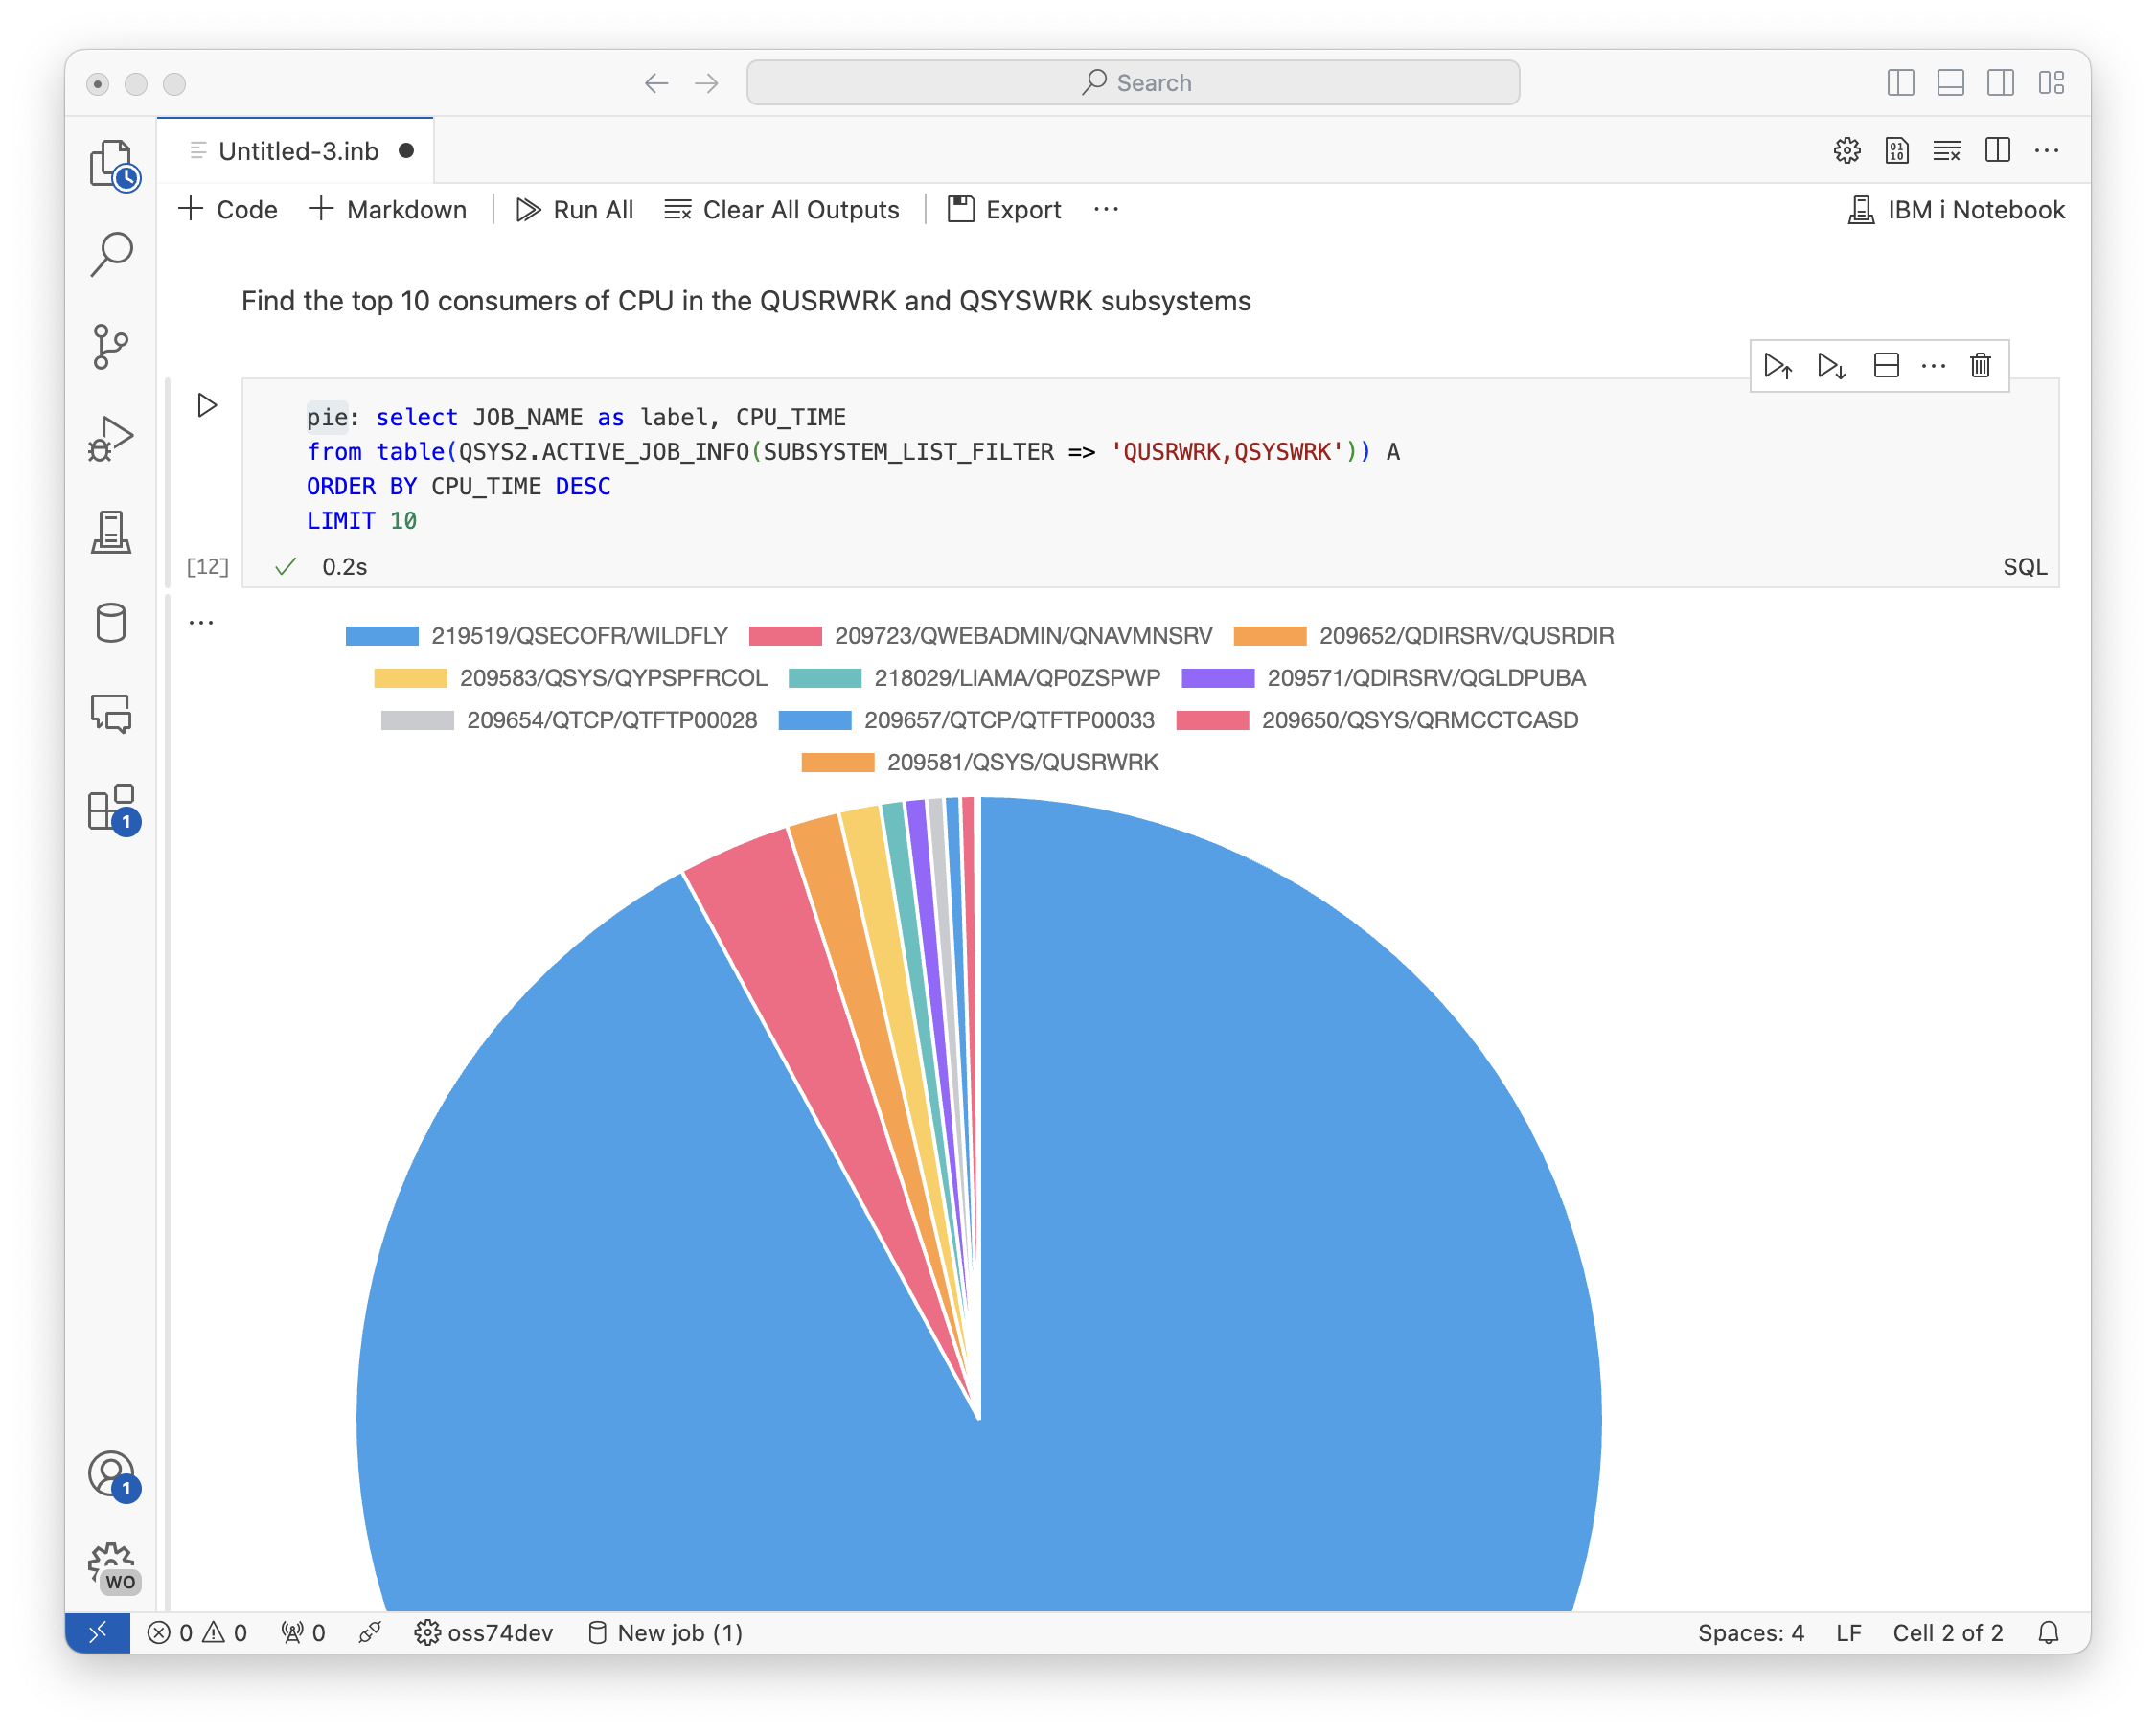 Search
Untitled-3.inb
Code Markdown Run All Clear All Outputs Export ··· IBM i Notebook
Find the top 10 consumers of CPU in the QUSRWRK and QSYSWRK subsystems
pie: select JOB_NAME as label, CPU_TIME
from table(QSYS2.ACTIVE_JOB_INFO(SUBSYSTEM_LIST_FILTER => 'QUSRWRK,QSYSWRK')) A
ORDER BY CPU_TIME DESC
LIMIT 10
[12] 0.2s SQL
219519/QSECOFR/WILDFLY 209723/QWEBADMIN/QNAVMNSRV 209652/QDIRSRV/QUSRDIR
209583/QSYS/QYPSPFRCOL 218029/LIAMA/QP0ZSPWP 209571/QDIRSRV/QGLDPUBA
209654/QTCP/QTFTP00028 209657/QTCP/QTFTP00033 209650/QSYS/QRMCCTCASD
209581/QSYS/QUSRWRK
1
1
WO
0 0 0 oss74dev New job (1) Spaces: 4 LF Cell 2 of 2